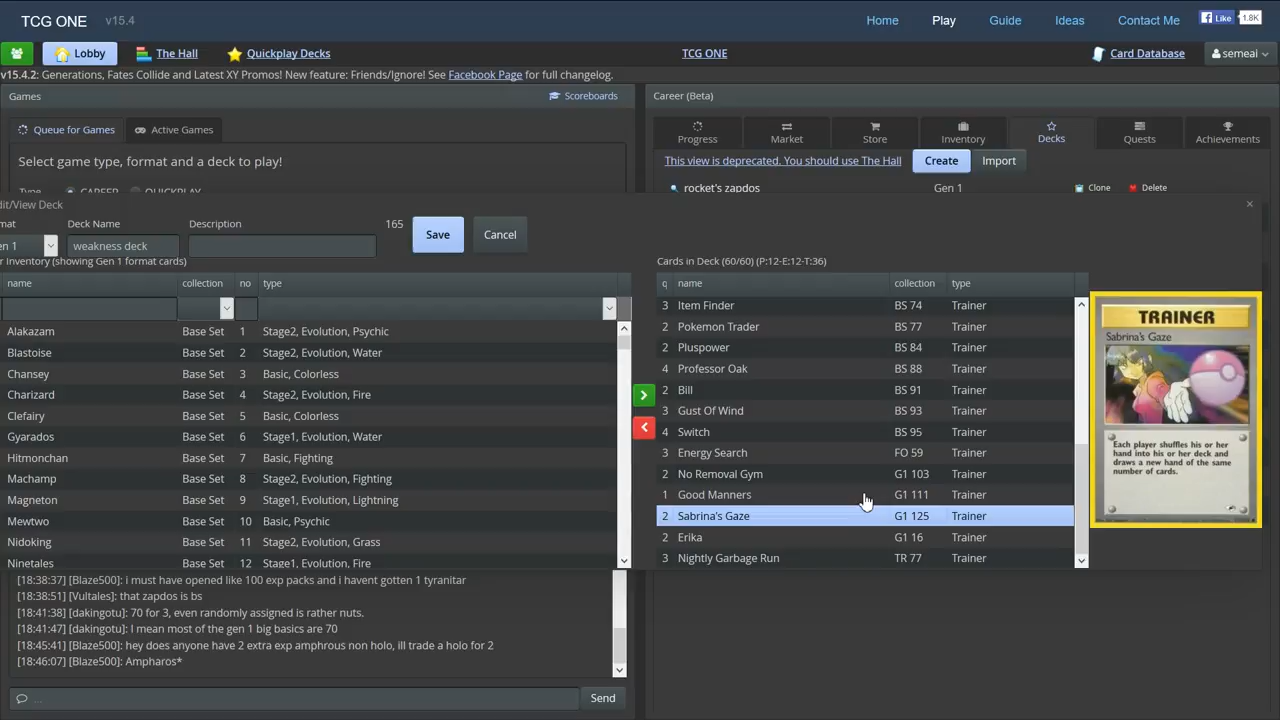 TCG ONE v15.4 Home Play Guide Ideas Contact Me Like 1.8K
Lobby The Hall Quickplay Decks TCG ONE Card Database semeai
v15.4.2: Generations, Fates Collide and Latest XY Promos! New feature: Friends/Ignore! See Facebook Page for full changelog.
Games Scoreboards
Queue for Games Active Games
Select game type, format and a deck to play!
Type CAREER QUICKPLAY
Career (Beta)
Progress Market Store Inventory Decks Quests Achievements
This view is deprecated. You should use The Hall Create Import
rocket's zapdos Gen 1 Clone Delete
dit/View Deck
mat Deck Name Description 165 Save Cancel
en 1 weakness deck
r Inventory (showing Gen 1 format cards)
name collection no type
Alakazam Base Set 1 Stage2, Evolution, Psychic
Blastoise Base Set 2 Stage2, Evolution, Water
Chansey Base Set 3 Basic, Colorless
Charizard Base Set 4 Stage2, Evolution, Fire
Clefairy Base Set 5 Basic, Colorless
Gyarados Base Set 6 Stage1, Evolution, Water
Hitmonchan Base Set 7 Basic, Fighting
Machamp Base Set 8 Stage2, Evolution, Fighting
Magneton Base Set 9 Stage1, Evolution, Lightning
Mewtwo Base Set 10 Basic, Psychic
Nidoking Base Set 11 Stage2, Evolution, Grass
Ninetales Base Set 12 Stage1, Evolution, Fire
Cards in Deck (60/60) (P:12-E:12-T:36)
q name collection type
3 Item Finder BS 74 Trainer
2 Pokemon Trader BS 77 Trainer
2 Pluspower BS 84 Trainer
4 Professor Oak BS 88 Trainer
2 Bill BS 91 Trainer
3 Gust Of Wind BS 93 Trainer
4 Switch BS 95 Trainer
3 Energy Search FO 59 Trainer
2 No Removal Gym G1 103 Trainer
1 Good Manners G1 111 Trainer
2 Sabrina's Gaze G1 125 Trainer
2 Erika G1 16 Trainer
3 Nightly Garbage Run TR 77 Trainer
TRAINER
Sabrina's Gaze
Each player shuffles his or her
hand into his or her deck and
draws a new hand of the same
number of cards.
[18:38:37] [Blaze500]: i must have opened like 100 exp packs and i havent gotten 1 tyranitar
[18:38:51] [Vultales]: that zapdos is bs
[18:41:38] [dakingotu]: 70 for 3, even randomly assigned is rather nuts.
[18:41:47] [dakingotu]: I mean most of the gen 1 big basics are 70
[18:45:41] [Blaze500]: hey does anyone have 2 extra exp amphrous non holo, ill trade a holo for 2
[18:46:07] [Blaze500]: Ampharos*
... Send